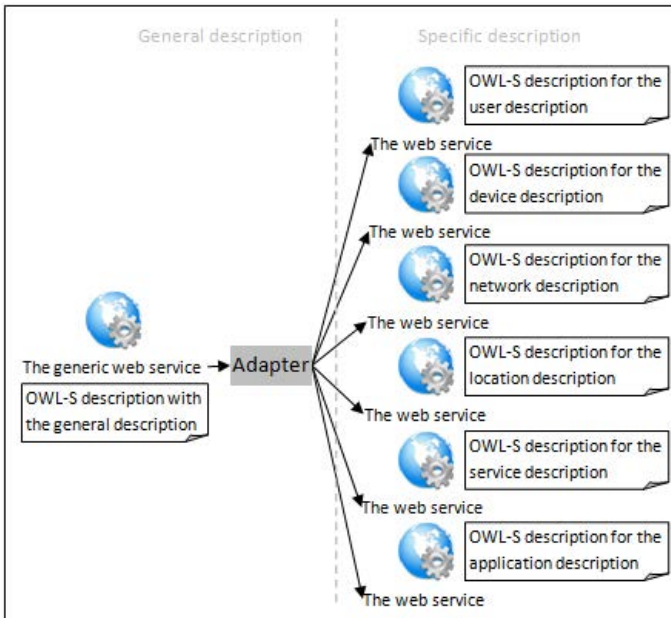 General description
Specific description
OWL-S description for the
user description
The web service
OWL-S description for the
device description
The web service
OWL-S description for the
network description
The web service
The generic web service
Adapter
OWL-S description with
the general description
OWL-S description for the
location description
The web service
OWL-S description for the
service description
The web service
OWL-S description for the
application description
The web service